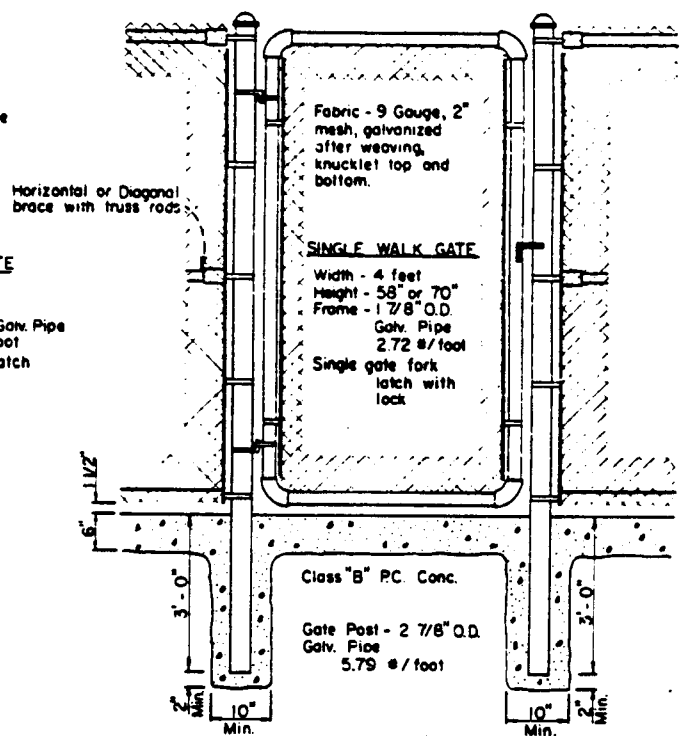 e
Fabric - 9 Gauge, 2"
mesh, galvanized
after weaving,
knucklet top and
bottom.
Horizontal or Diagonal
brace with truss rods
TE
SINGLE WALK GATE
Width - 4 feet
Height - 58" or 70"
Frame - 1 7/8" O.D.
Galv. Pipe
2.72 #/foot
Single gate fork
latch with
lock
Galv. Pipe
oot
atch
1 1/2"
6"
3'-0"
3'-0"
Class "B" P.C. Conc.
Gate Post - 2 7/8" O.D.
Galv. Pipe
5.79 #/foot
2"
Min.
10"
Min.
10"
Min.
2"
Min.